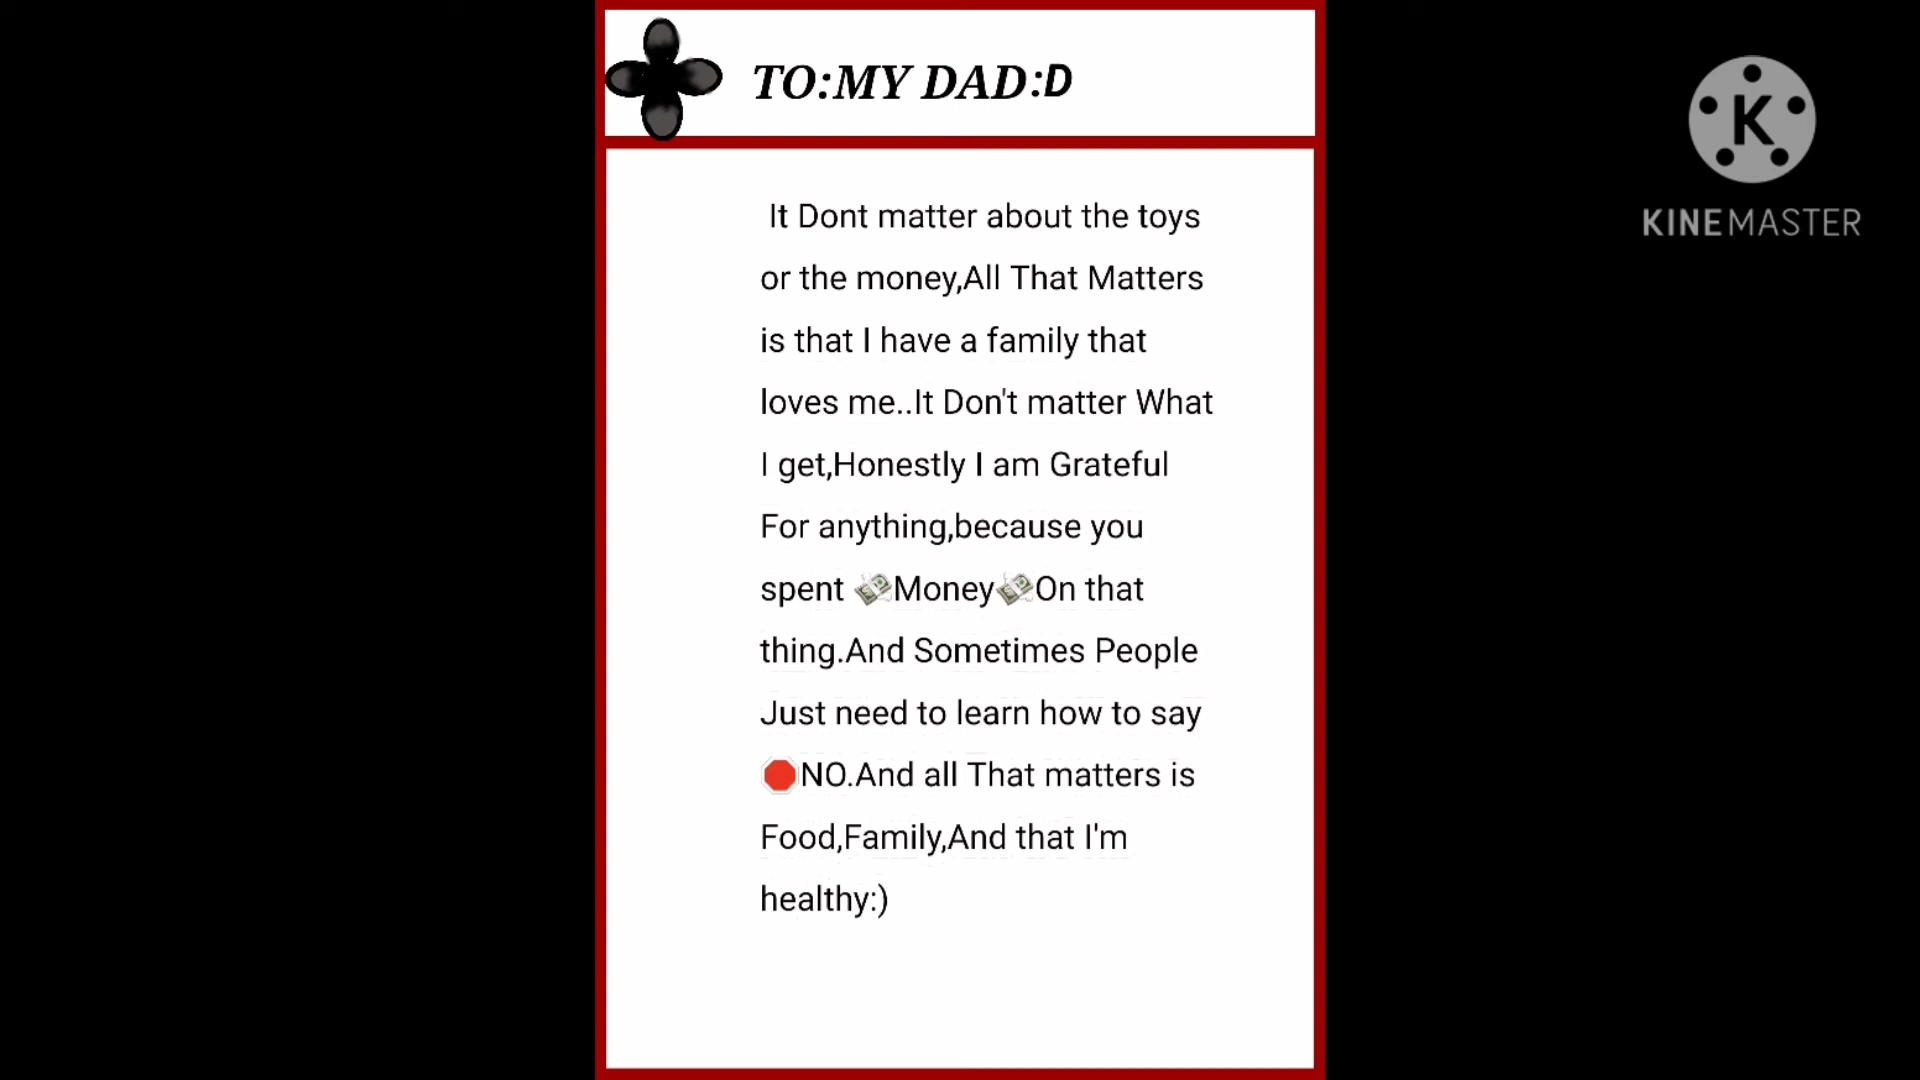 TO:MY DAD:D
K
KINEMASTER
It Dont matter about the toys
or the money,All That Matters
is that I have a family that
loves me..It Don't matter What
I get,Honestly I am Grateful
For anything,because you
spent 💸Money💸On that
thing.And Sometimes People
Just need to learn how to say
🛑NO.And all That matters is
Food,Family,And that I'm
healthy:)